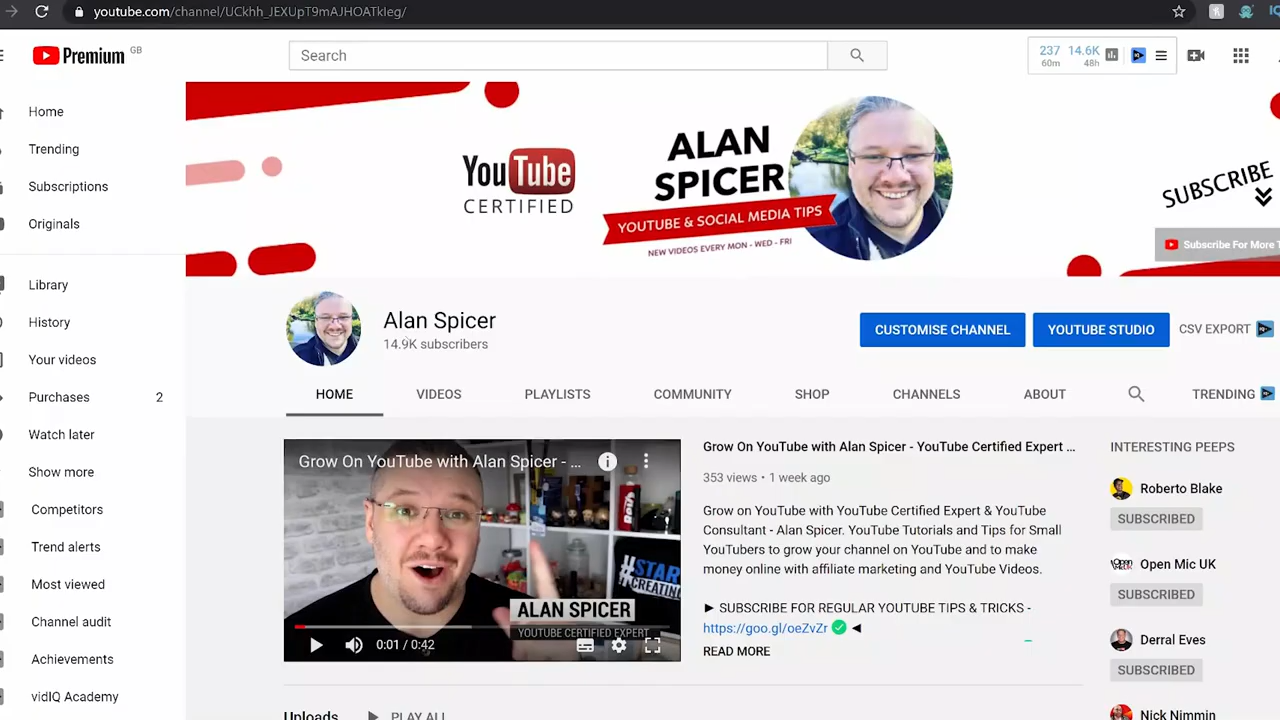 youtube.com/channel/UCkhh_JEXUpT9mAJHOATkleg/
Premium GB
Search
237 14.6K
60m 48h
Home
Trending
Subscriptions
Originals
Library
History
Your videos
Purchases 2
Watch later
Show more
Competitors
Trend alerts
Most viewed
Channel audit
Achievements
vidIQ Academy
YouTube
CERTIFIED
ALAN
SPICER
YOUTUBE & SOCIAL MEDIA TIPS
NEW VIDEOS EVERY MON - WED - FRI
SUBSCRIBE
Subscribe For More T
Alan Spicer
14.9K subscribers
CUSTOMISE CHANNEL
YOUTUBE STUDIO
CSV EXPORT
HOME VIDEOS PLAYLISTS COMMUNITY SHOP CHANNELS ABOUT TRENDING
Grow On YouTube with Alan Spicer - ...
#STAR
CREATING
ALAN SPICER
YOUTUBE CERTIFIED EXPERT
0:01 / 0:42
Grow On YouTube with Alan Spicer - YouTube Certified Expert ...
353 views • 1 week ago
Grow on YouTube with YouTube Certified Expert & YouTube
Consultant - Alan Spicer. YouTube Tutorials and Tips for Small
YouTubers to grow your channel on YouTube and to make
money online with affiliate marketing and YouTube Videos.
► SUBSCRIBE FOR REGULAR YOUTUBE TIPS & TRICKS -
https://goo.gl/oeZvZr ✅ ◄
READ MORE
INTERESTING PEEPS
Roberto Blake
SUBSCRIBED
Open Mic UK
SUBSCRIBED
Derral Eves
SUBSCRIBED
Nick Nimmin
Uploads ► PLAY ALL